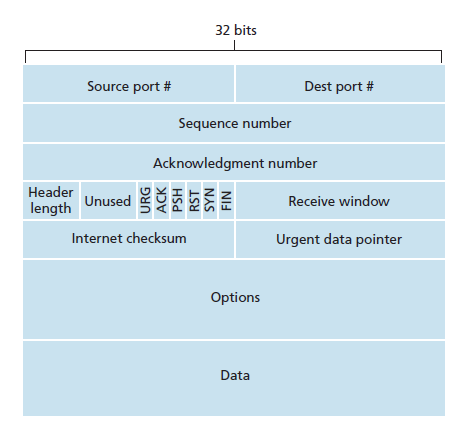 32 bits
Source port #
Dest port #
Sequence number
Acknowledgment number
Header
length
Unused
URG
ACK
PSH
RST
SYN
FIN
Receive window
Internet checksum
Urgent data pointer
Options
Data